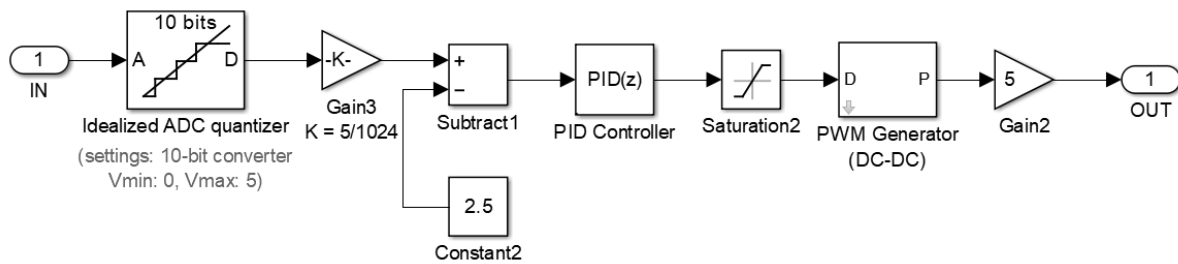 10 bits
1
A
D
-K-
+
−
PID(z)
D
P
5
1
IN
Idealized ADC quantizer
(settings: 10-bit converter
Vmin: 0, Vmax: 5)
Gain3
K = 5/1024
Subtract1
PID Controller
Saturation2
PWM Generator
(DC-DC)
Gain2
OUT
2.5
Constant2